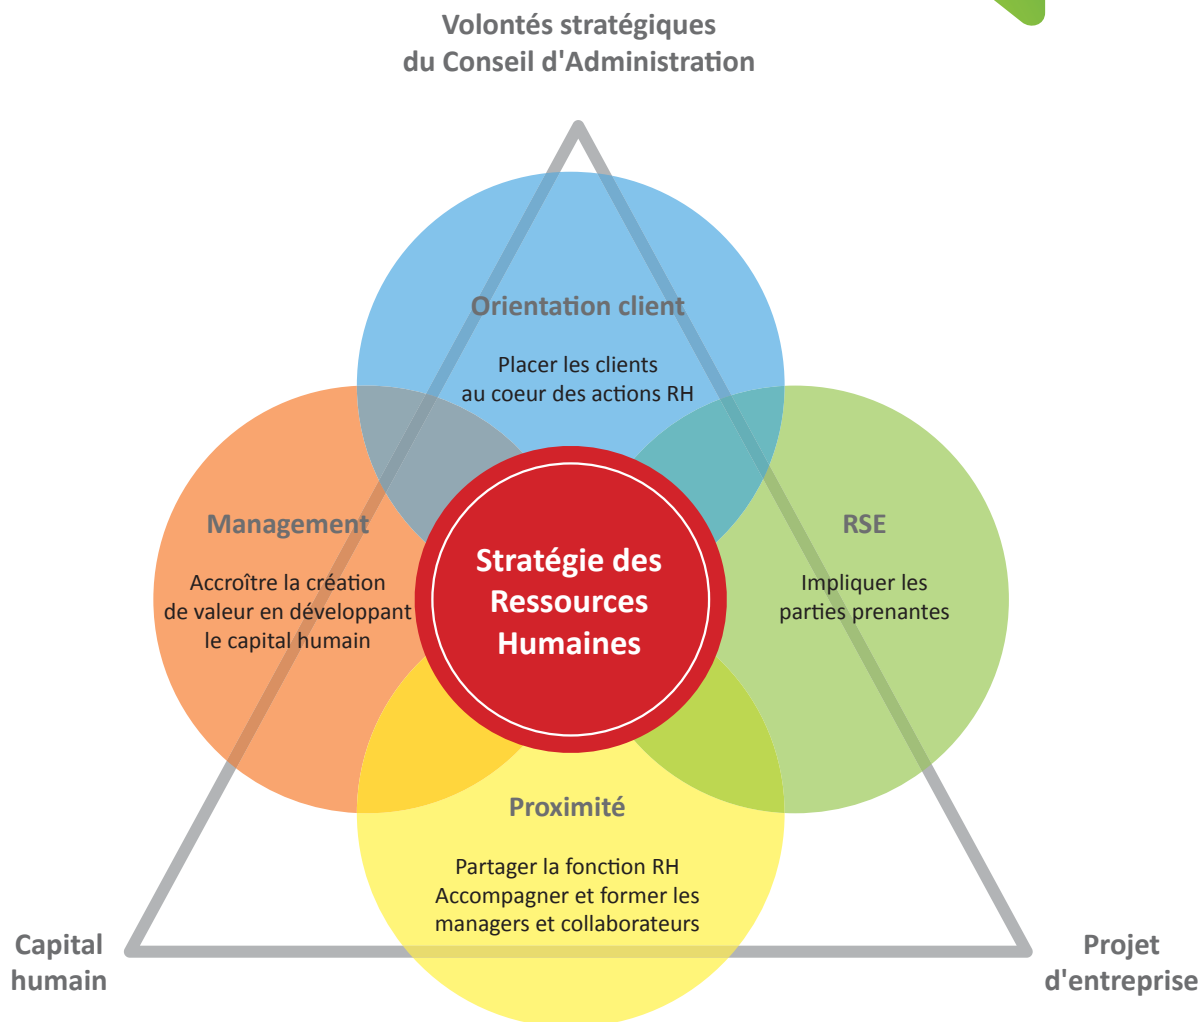 Volontés stratégiques
du Conseil d'Administration
Orientation client
Placer les clients
au coeur des actions RH
Management
Accroître la création
de valeur en développant
le capital humain
Stratégie des
Ressources
Humaines
RSE
Impliquer les
parties prenantes
Proximité
Partager la fonction RH
Accompagner et former les
managers et collaborateurs
Capital
humain
Projet
d'entreprise